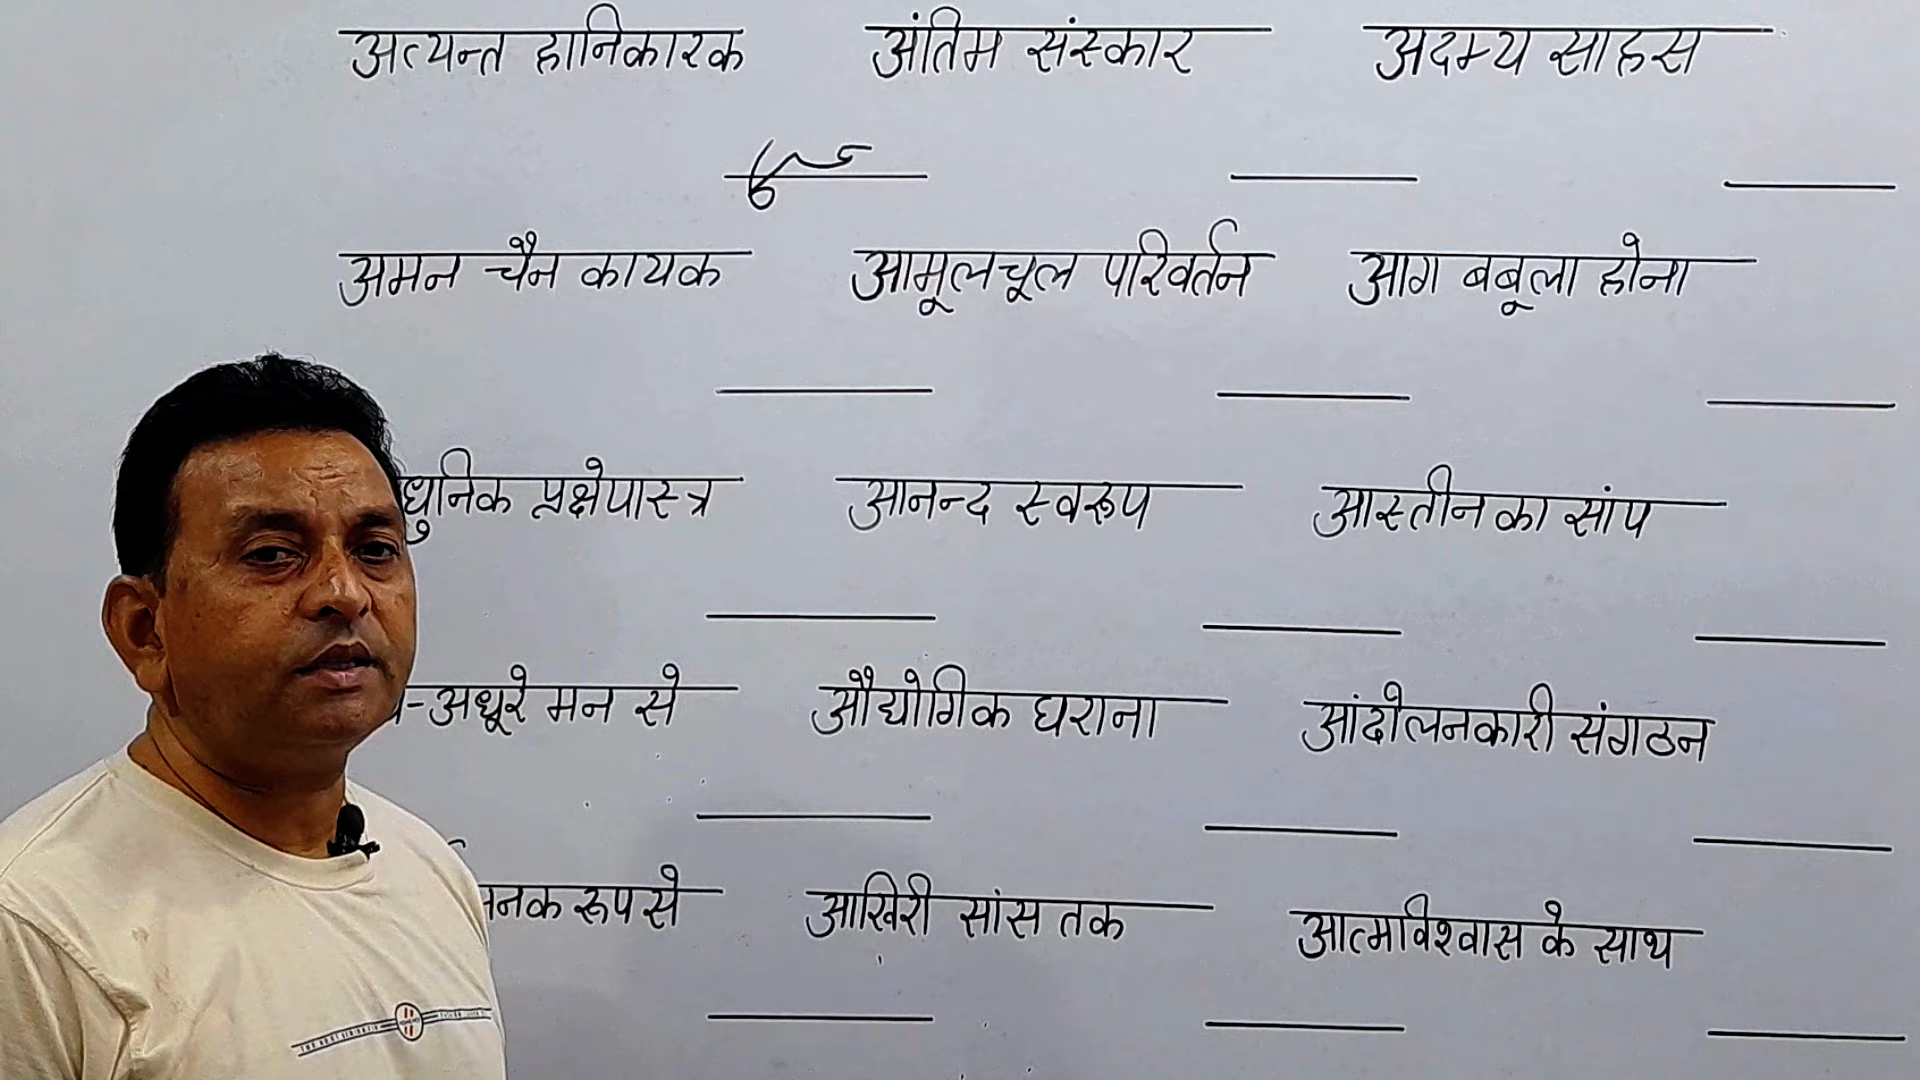 अत्यन्त हानिकारक अंतिम संस्कार अदम्य साहस
अमन चैन कायक आमूलचूल परिवर्तन आग बबूला होना
धुनिक प्रक्षेपास्त्र आनन्द स्वरूप आस्तीन का सांप
-अधूरे मन से औद्योगिक घराना आंदोलनकारी संगठन
नक रूप से आखिरी सांस तक आत्मविश्वास के साथ